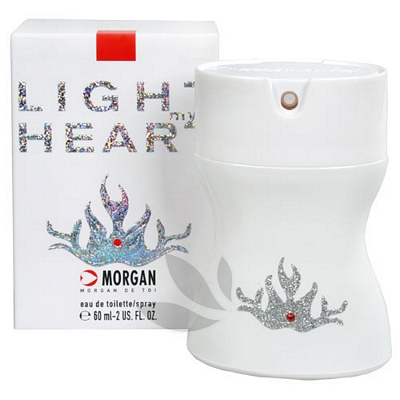 LIGHT
my
HEART
MORGAN
MORGAN DE TOI
eau de toilette/spray
℮ 60 ml-2 US. FL. OZ.